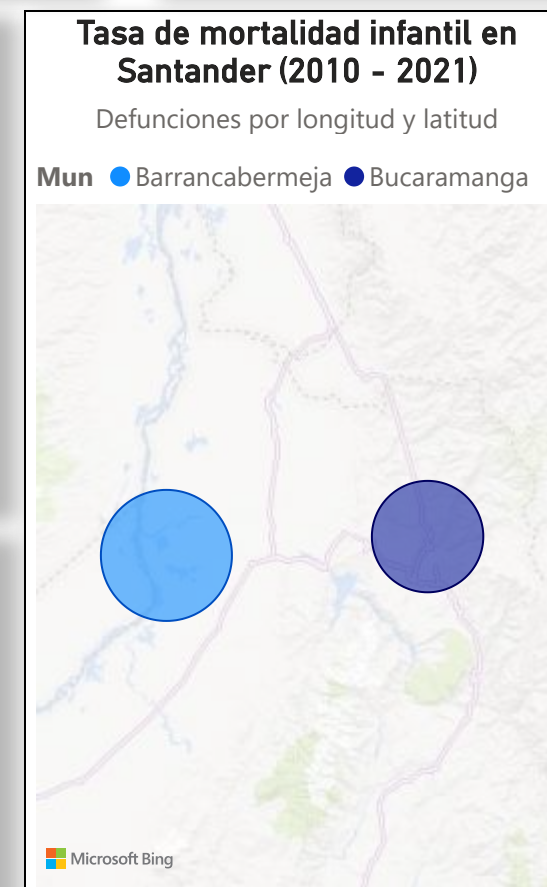 Tasa de mortalidad infantil en
Santander (2010 - 2021)
Defunciones por longitud y latitud
Mun Barrancabermeja Bucaramanga
Microsoft Bing